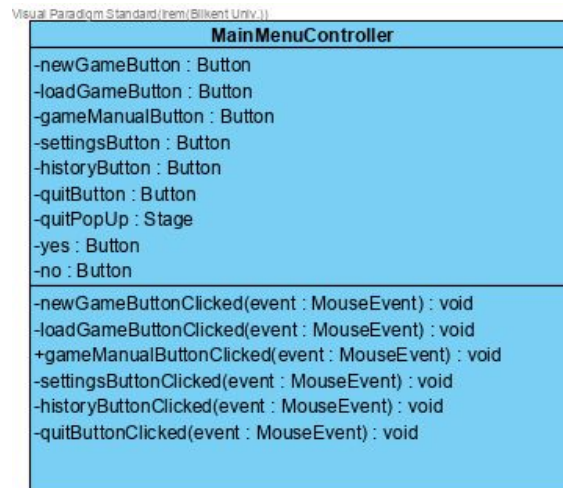 Visual Paradigm Standard(Irem(Bilkent Univ.))
MainMenuController
-newGameButton : Button
-loadGameButton : Button
-gameManualButton : Button
-settingsButton : Button
-historyButton : Button
-quitButton : Button
-quitPopUp : Stage
-yes : Button
-no : Button
-newGameButtonClicked(event : MouseEvent) : void
-loadGameButtonClicked(event : MouseEvent) : void
+gameManualButtonClicked(event : MouseEvent) : void
-settingsButtonClicked(event : MouseEvent) : void
-historyButtonClicked(event : MouseEvent) : void
-quitButtonClicked(event : MouseEvent) : void